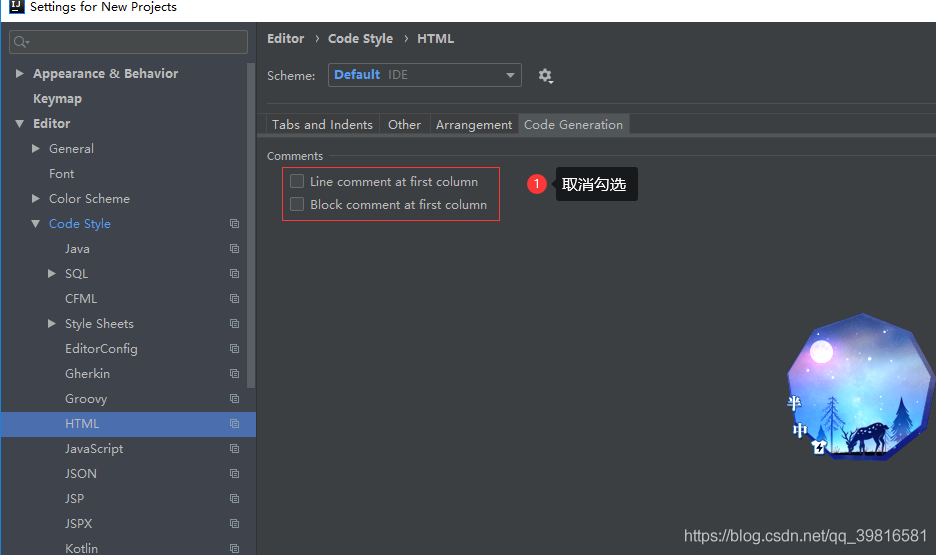 IJ
Settings for New Projects
Editor › Code Style › HTML
Scheme: Default IDE
Appearance & Behavior
Keymap
Editor
General
Font
Color Scheme
Code Style
Java
SQL
CFML
Style Sheets
EditorConfig
Gherkin
Groovy
HTML
JavaScript
JSON
JSP
JSPX
Kotlin
Tabs and Indents Other Arrangement Code Generation
Comments
Line comment at first column
Block comment at first column
1 取消勾选
半
中
https://blog.csdn.net/qq_39816581